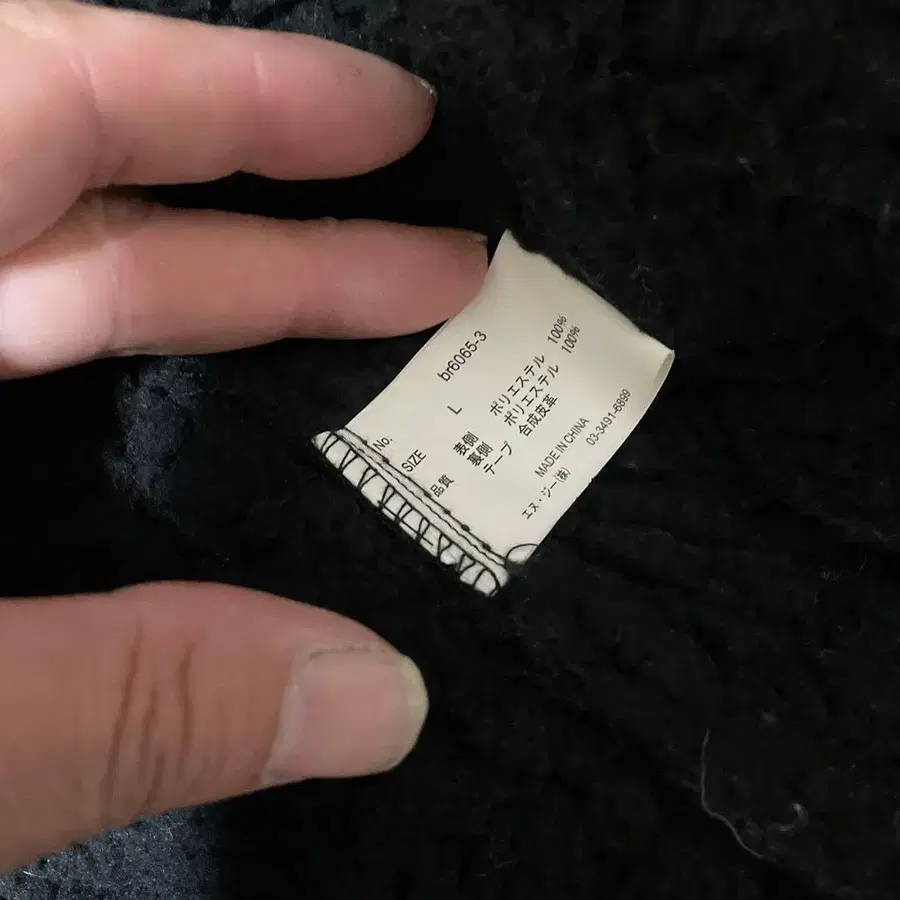 No. br6065-3
SIZE L
品質 表側 ポリエステル 100%
裏側 ポリエステル 100%
テープ 合成皮革
MADE IN CHINA
エヌ・ジー(株) 03-3491-6899